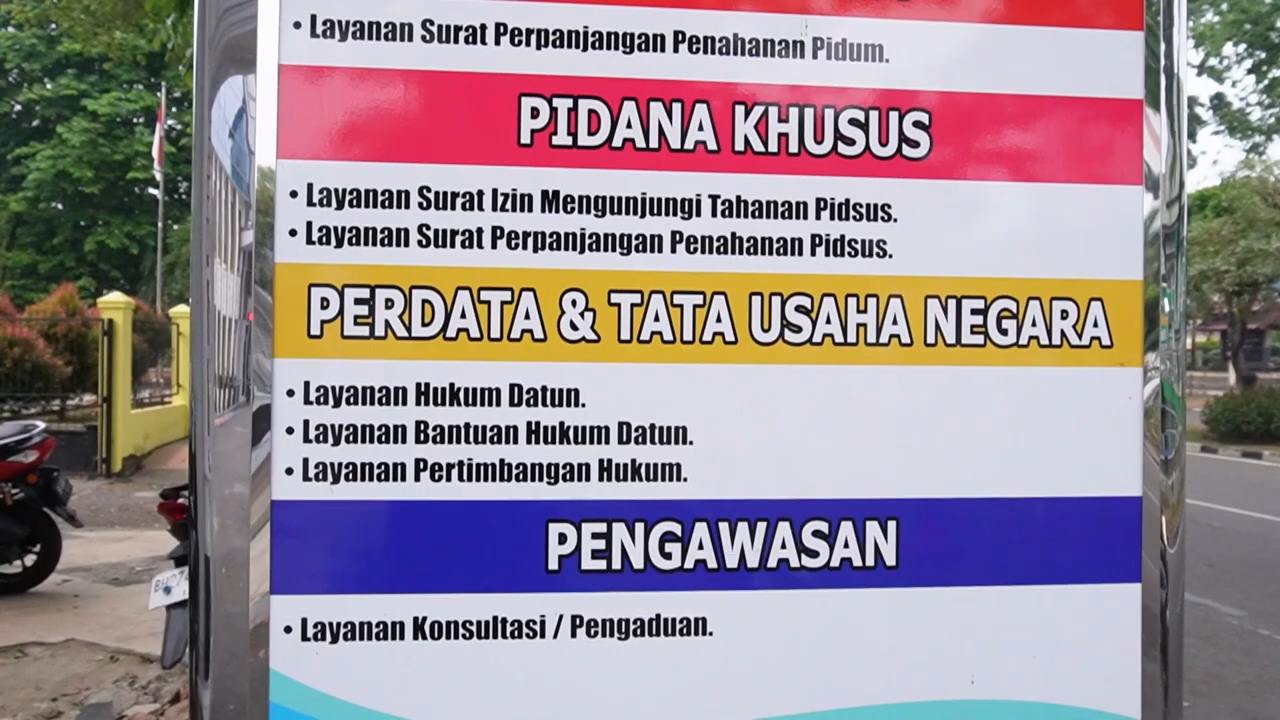 • Layanan Surat Perpanjangan Penahanan Pidum.
PIDANA KHUSUS
• Layanan Surat Izin Mengunjungi Tahanan Pidsus.
• Layanan Surat Perpanjangan Penahanan Pidsus.
PERDATA & TATA USAHA NEGARA
• Layanan Hukum Datun.
• Layanan Bantuan Hukum Datun.
• Layanan Pertimbangan Hukum.
PENGAWASAN
• Layanan Konsultasi / Pengaduan.